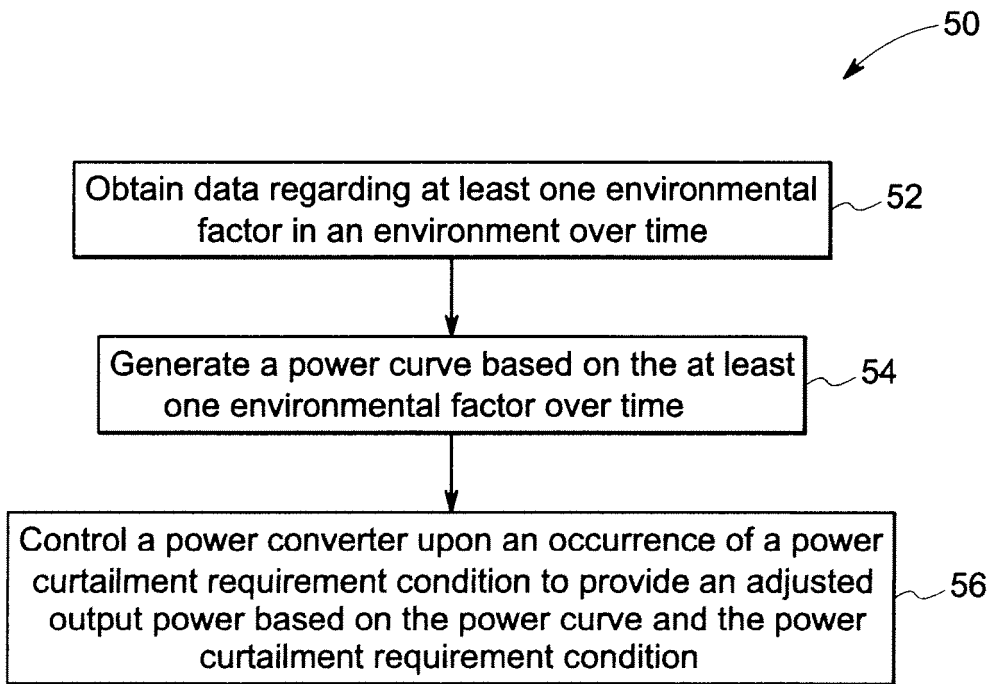 50
Obtain data regarding at least one environmental
factor in an environment over time
52
Generate a power curve based on the at least
one environmental factor over time
54
Control a power converter upon an occurrence of a power
curtailment requirement condition to provide an adjusted
output power based on the power curve and the power
curtailment requirement condition
56